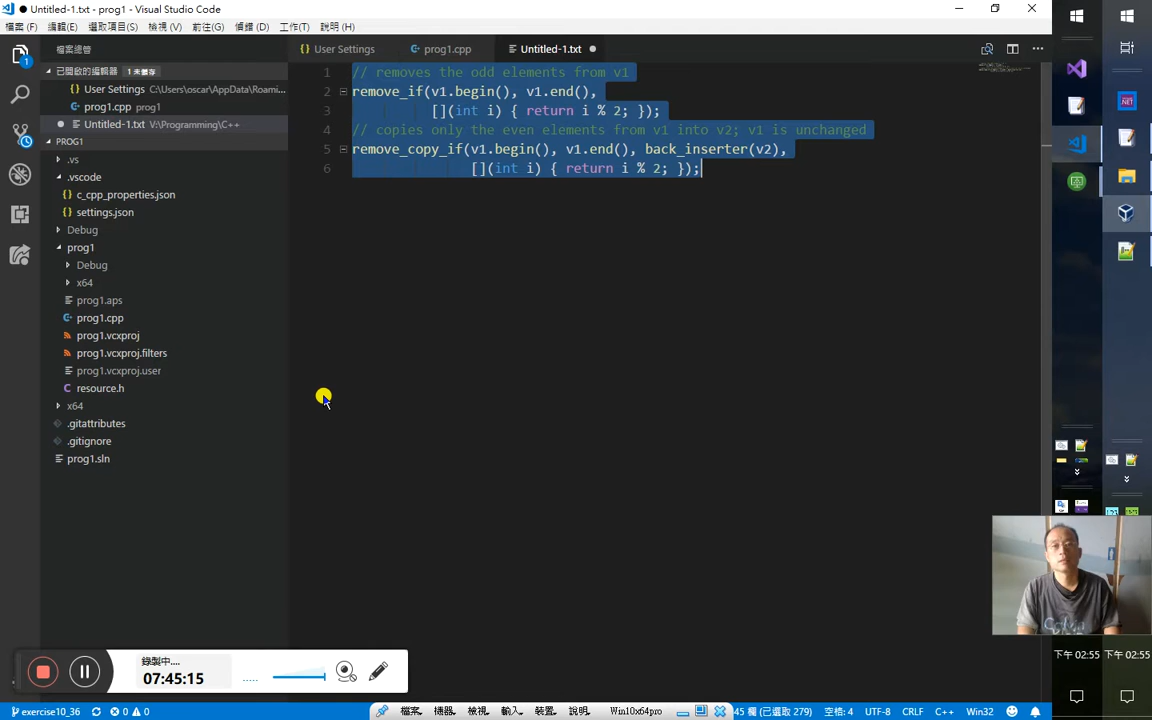 Untitled-1.txt - prog1 - Visual Studio Code
檔案 (F) 編輯(E) 選取項目(S) 檢視 (V) 前往(G) 偵錯 (D) 工作(T) 說明 (H)
檔案總管
User Settings
prog1.cpp
Untitled-1.txt
已開啟的編輯器 1 未儲存
User Settings C:\Users\oscar\AppData\Roami...
prog1.cpp prog1
Untitled-1.txt V:\Programming\C++
PROG1
.vs
.vscode
c_cpp_properties.json
settings.json
Debug
prog1
Debug
x64
prog1.aps
prog1.cpp
prog1.vcxproj
prog1.vcxproj.filters
prog1.vcxproj.user
resource.h
x64
.gitattributes
.gitignore
prog1.sln
1 // removes the odd elements from v1
2 remove_if(v1.begin(), v1.end(),
3 [](int i) { return i % 2; });
4 // copies only the even elements from v1 into v2; v1 is unchanged
5 remove_copy_if(v1.begin(), v1.end(), back_inserter(v2),
6 [](int i) { return i % 2; });
錄製中....
07:45:15
下午 02:55
下午 02:55
exercise10_36 0 0
檔案, 機器, 檢視, 輸入, 裝置, 說明, Win10x64pro
45 欄 (已選取 279) 空格: 4 UTF-8 CRLF C++ Win32